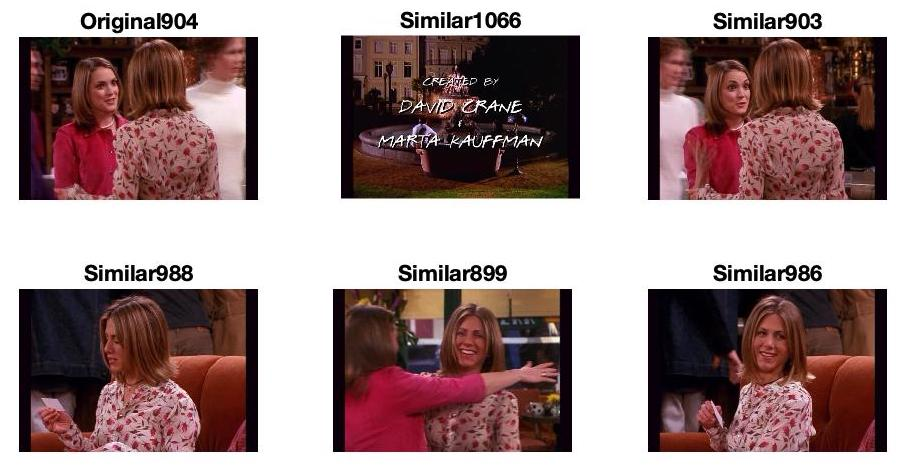 Original904
Similar1066
Similar903
CREATED BY
DAVID CRANE
&
MARTA KAUFFMAN
Similar988
Similar899
Similar986